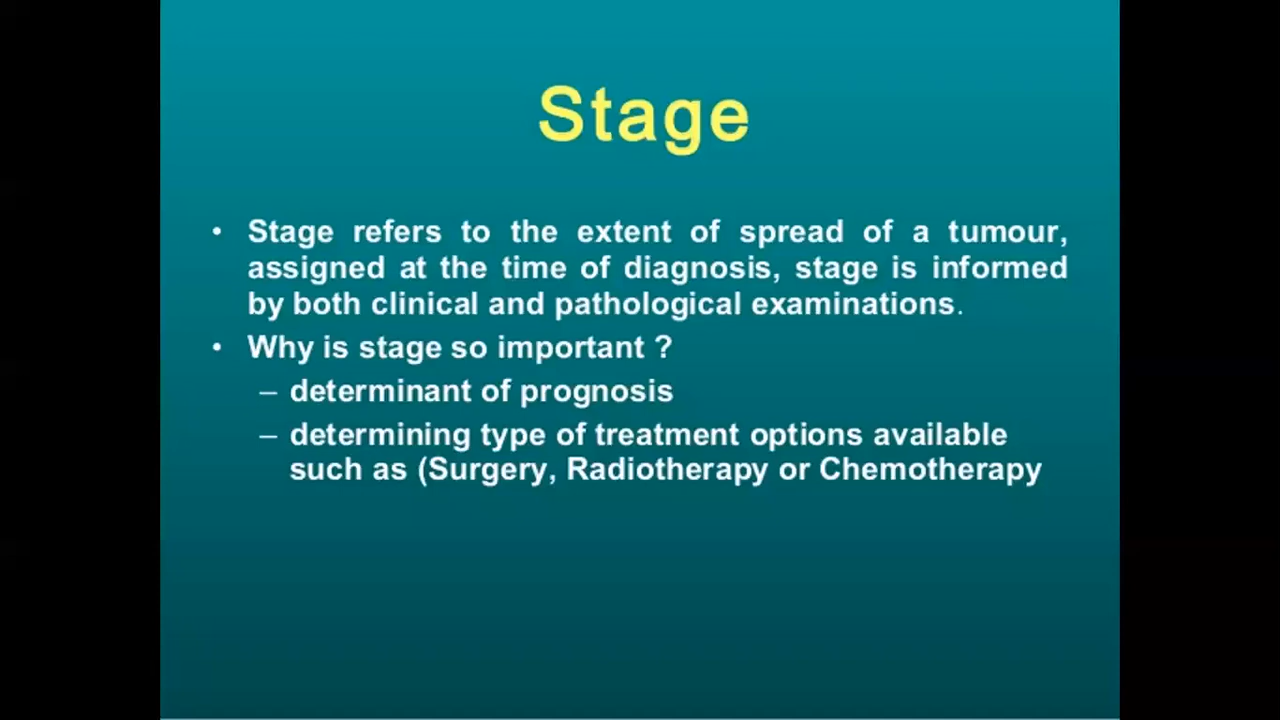 Stage
• Stage refers to the extent of spread of a tumour,
assigned at the time of diagnosis, stage is informed
by both clinical and pathological examinations.
• Why is stage so important ?
– determinant of prognosis
– determining type of treatment options available
such as (Surgery, Radiotherapy or Chemotherapy